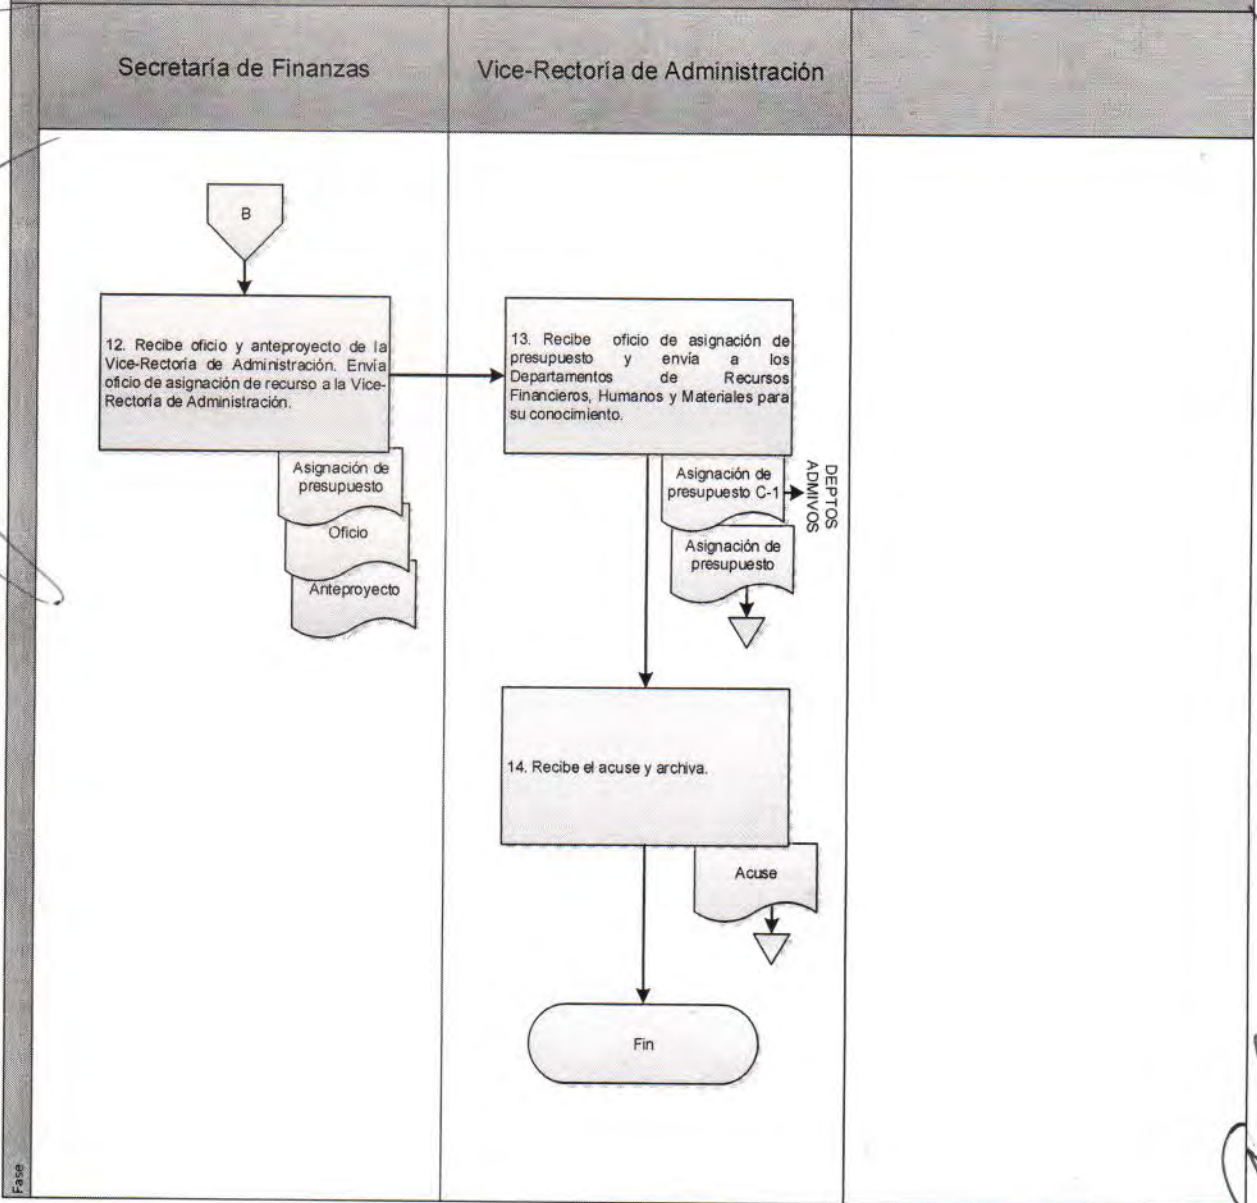 Secretaría de Finanzas
Vice-Rectoría de Administración
B
12. Recibe oficio y anteproyecto de la
Vice-Rectoría de Administración. Envía
oficio de asignación de recurso a la Vice-
Rectoría de Administración.
Asignación de
presupuesto
Oficio
Anteproyecto
13. Recibe oficio de asignación de
presupuesto y envía a los
Departamentos de Recursos
Financieros, Humanos y Materiales para
su conocimiento.
Asignación de
presupuesto C-1
DEPTOS
ADMIVOS
Asignación de
presupuesto
14. Recibe el acuse y archiva.
Acuse
Fin
Fase